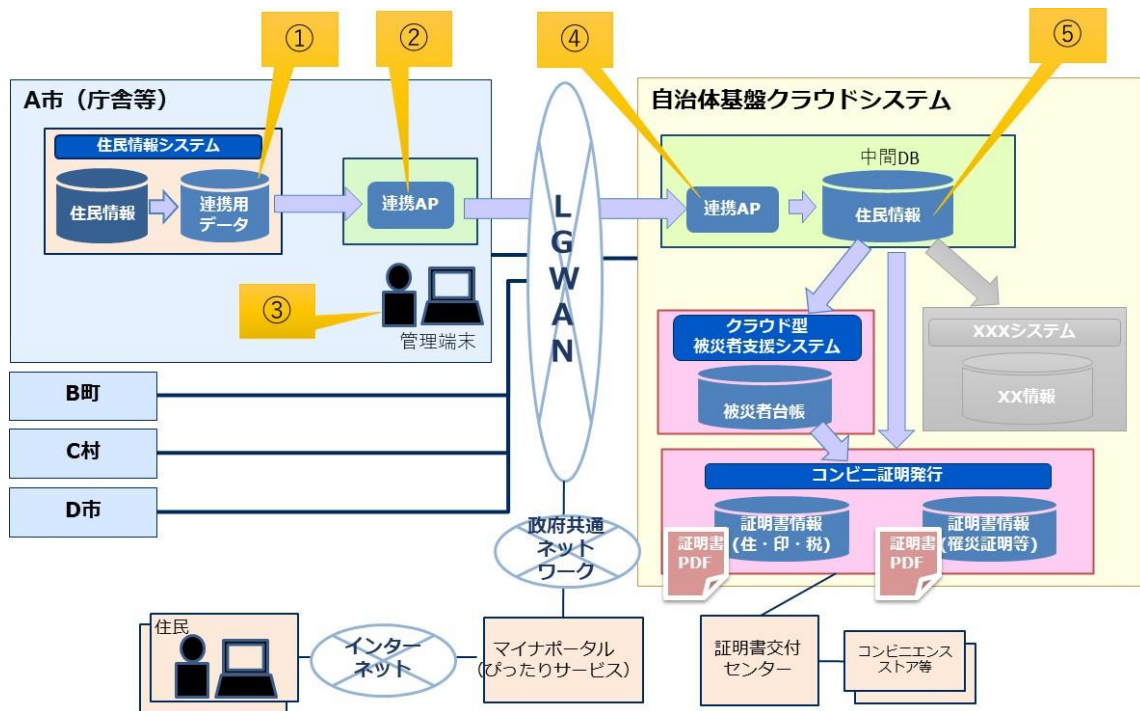 ①
②
④
⑤
A市（庁舎等）
住民情報システム
住民情報
連携用
データ
連携AP
③
管理端末
B町
C村
D市
LGWAN
自治体基盤クラウドシステム
中間DB
連携AP
住民情報
クラウド型
被災者支援システム
被災者台帳
XXXシステム
XX情報
コンビニ証明発行
証明書情報
(住・印・税)
証明書
PDF
証明書情報
(罹災証明等)
証明書
PDF
政府共通
ネット
ワーク
住民
インター
ネット
マイナポータル
（ぴったりサービス）
証明書交付
センター
コンビニエンス
ストア等